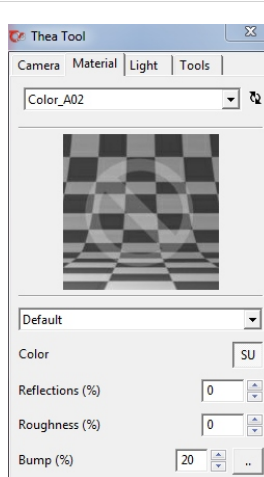 Thea Tool
Camera Material Light Tools
Color_A02
Default
Color SU
Reflections (%) 0
Roughness (%) 0
Bump (%) 20 ..